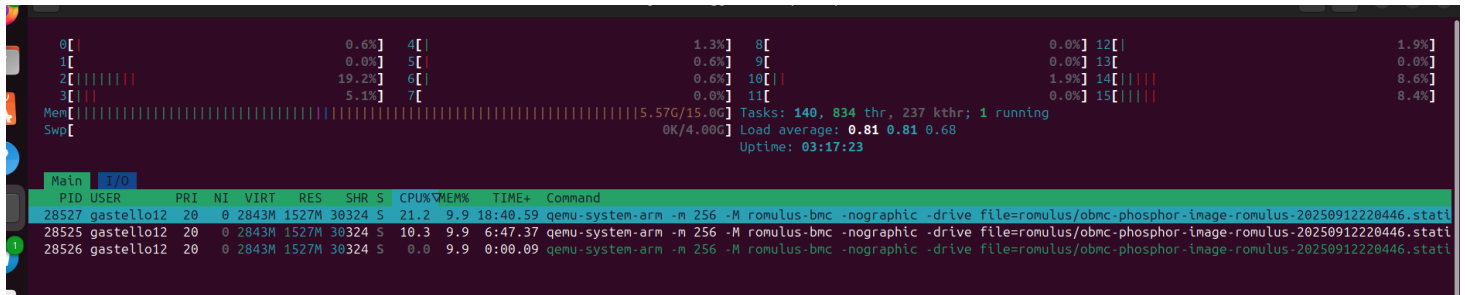 0[| 0.6%] 4[| 1.3%] 8[ 0.0%] 12[| 1.9%]
1[ 0.0%] 5[| 0.6%] 9[ 0.0%] 13[ 0.0%]
2[|||||||| 19.2%] 6[| 0.6%] 10[|| 1.9%] 14[||||| 8.6%]
3[||| 5.1%] 7[ 0.0%] 11[ 0.0%] 15[||||| 8.4%]
Mem[||||||||||||||||||||||||||||||||||||||||||||||||||||||||||||||||||||||5.57G/15.0G] Tasks: 140, 834 thr, 237 kthr; 1 running
Swp[ 0K/4.00G] Load average: 0.81 0.81 0.68
Uptime: 03:17:23
Main I/O
PID USER PRI NI VIRT RES SHR S CPU%▽MEM% TIME+ Command
28527 gastello12 20 0 2843M 1527M 30324 S 21.2 9.9 18:40.59 qemu-system-arm -m 256 -M romulus-bmc -nographic -drive file=romulus/obmc-phosphor-image-romulus-20250912220446.stati
28525 gastello12 20 0 2843M 1527M 30324 S 10.3 9.9 6:47.37 qemu-system-arm -m 256 -M romulus-bmc -nographic -drive file=romulus/obmc-phosphor-image-romulus-20250912220446.stati
28526 gastello12 20 0 2843M 1527M 30324 S 0.0 9.9 0:00.09 qemu-system-arm -m 256 -M romulus-bmc -nographic -drive file=romulus/obmc-phosphor-image-romulus-20250912220446.stati
1